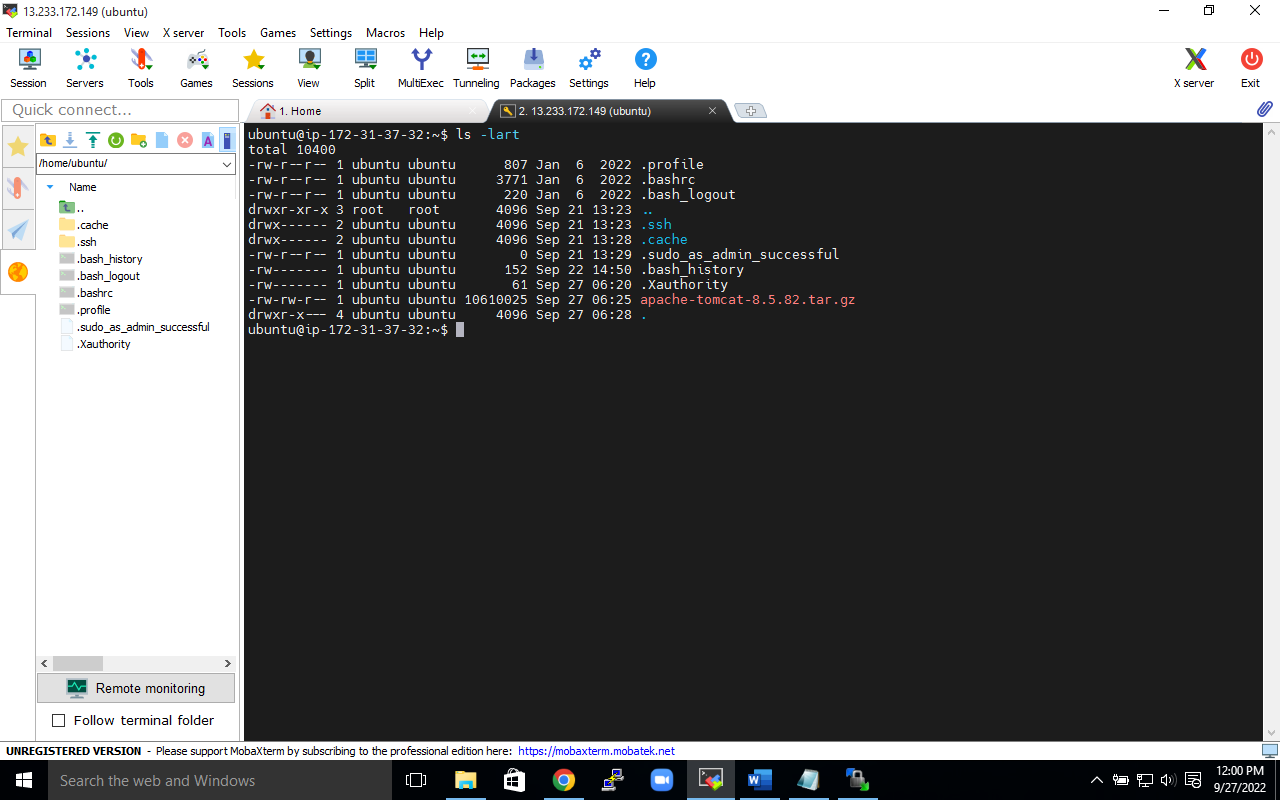 13.233.172.149 (ubuntu)
Terminal Sessions View X server Tools Games Settings Macros Help
Session Servers Tools Games Sessions View Split MultiExec Tunneling Packages Settings Help X server Exit
Quick connect...
1. Home
2. 13.233.172.149 (ubuntu)
/home/ubuntu/
Name
..
.cache
.ssh
.bash_history
.bash_logout
.bashrc
.profile
.sudo_as_admin_successful
.Xauthority
Remote monitoring
Follow terminal folder
ubuntu@ip-172-31-37-32:~$ ls -lart
total 10400
-rw-r--r-- 1 ubuntu ubuntu      807 Jan  6  2022 .profile
-rw-r--r-- 1 ubuntu ubuntu     3771 Jan  6  2022 .bashrc
-rw-r--r-- 1 ubuntu ubuntu      220 Jan  6  2022 .bash_logout
drwxr-xr-x 3 root   root       4096 Sep 21 13:23 ..
drwx------ 2 ubuntu ubuntu     4096 Sep 21 13:23 .ssh
drwx------ 2 ubuntu ubuntu     4096 Sep 21 13:28 .cache
-rw-r--r-- 1 ubuntu ubuntu        0 Sep 21 13:29 .sudo_as_admin_successful
-rw------- 1 ubuntu ubuntu      152 Sep 22 14:50 .bash_history
-rw------- 1 ubuntu ubuntu       61 Sep 27 06:20 .Xauthority
-rw-rw-r-- 1 ubuntu ubuntu 10610025 Sep 27 06:25 apache-tomcat-8.5.82.tar.gz
drwxr-x--- 4 ubuntu ubuntu     4096 Sep 27 06:28 .
ubuntu@ip-172-31-37-32:~$
UNREGISTERED VERSION - Please support MobaXterm by subscribing to the professional edition here: https://mobaxterm.mobatek.net
Search the web and Windows
12:00 PM
9/27/2022